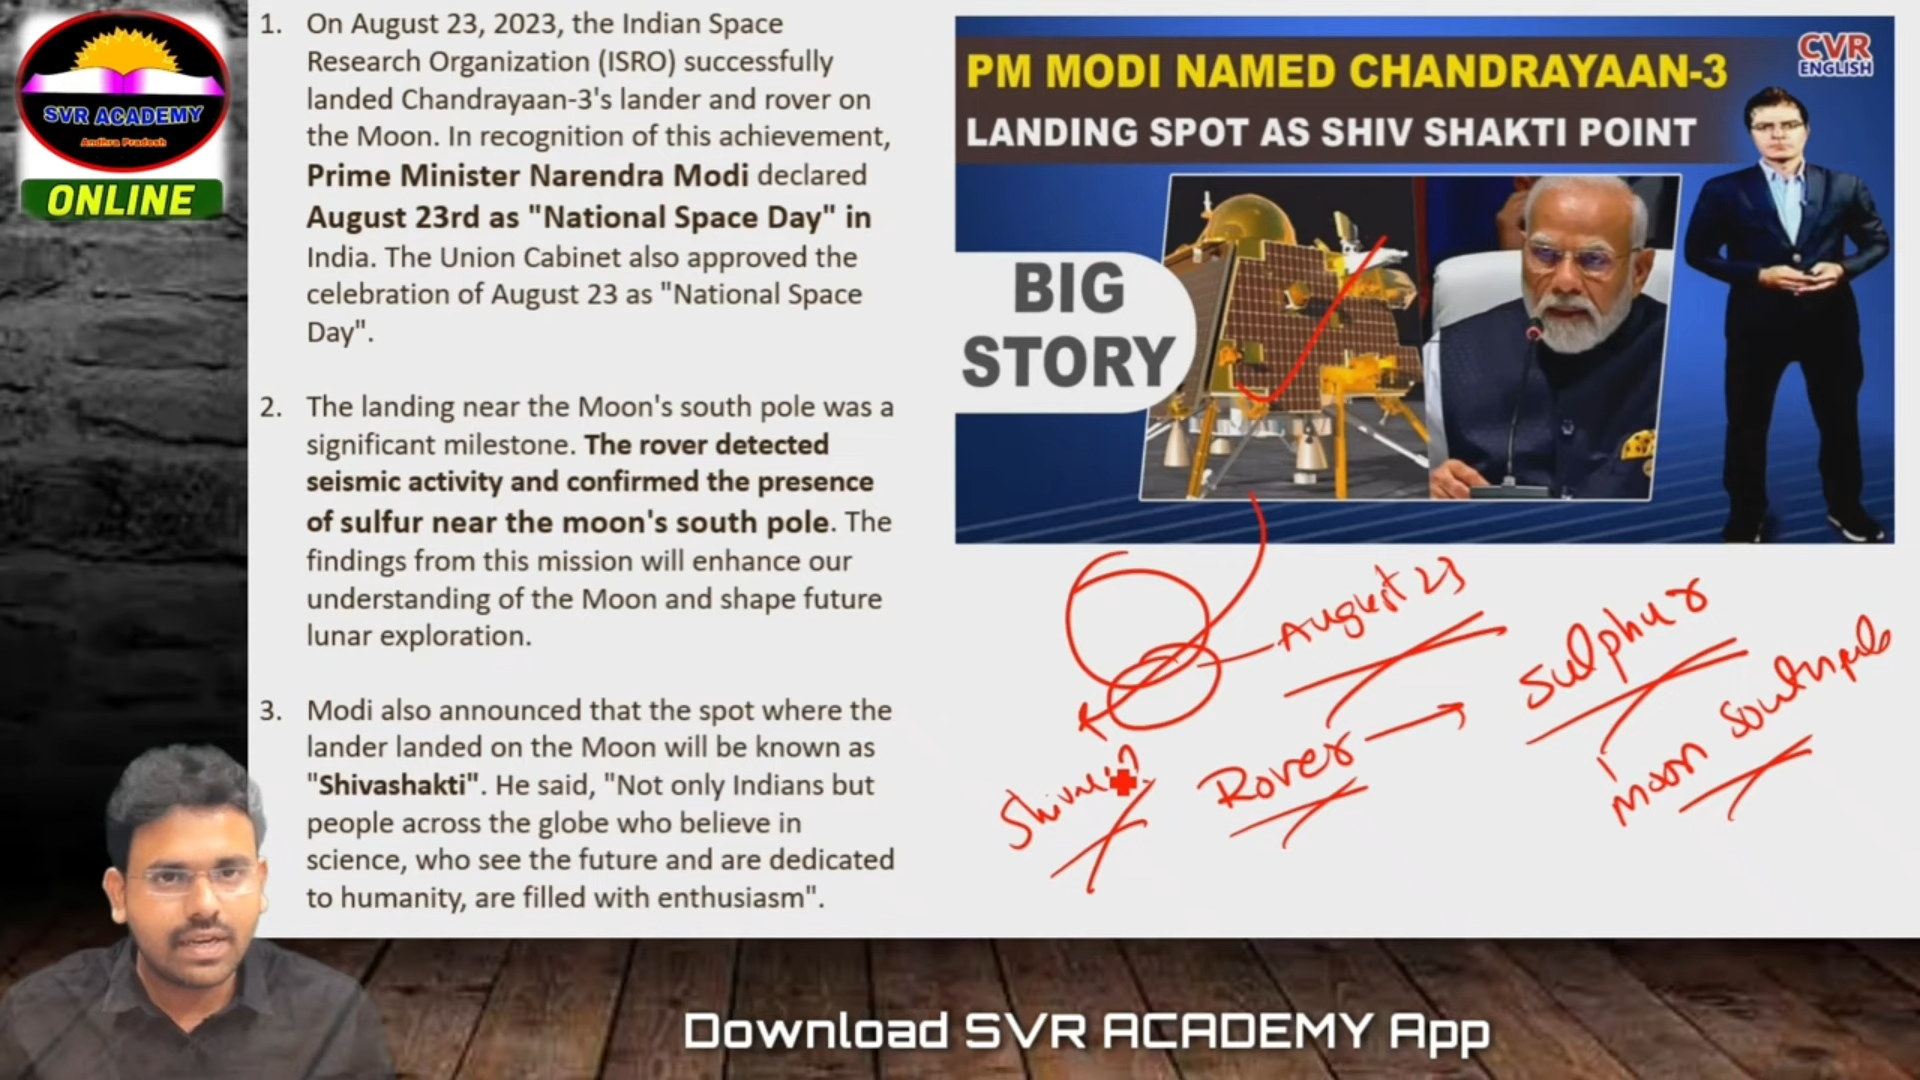 SVR ACADEMY
Andhra Pradesh
ONLINE
1. On August 23, 2023, the Indian Space
Research Organization (ISRO) successfully
landed Chandrayaan-3's lander and rover on
the Moon. In recognition of this achievement,
Prime Minister Narendra Modi declared
August 23rd as "National Space Day" in
India. The Union Cabinet also approved the
celebration of August 23 as "National Space
Day".
2. The landing near the Moon's south pole was a
significant milestone. The rover detected
seismic activity and confirmed the presence
of sulfur near the moon's south pole. The
findings from this mission will enhance our
understanding of the Moon and shape future
lunar exploration.
3. Modi also announced that the spot where the
lander landed on the Moon will be known as
"Shivashakti". He said, "Not only Indians but
people across the globe who believe in
science, who see the future and are dedicated
to humanity, are filled with enthusiasm".
CVR
ENGLISH
PM MODI NAMED CHANDRAYAAN-3
LANDING SPOT AS SHIV SHAKTI POINT
BIG
STORY
August 23
Sulphur
Rover
Moon
Download SVR ACADEMY App